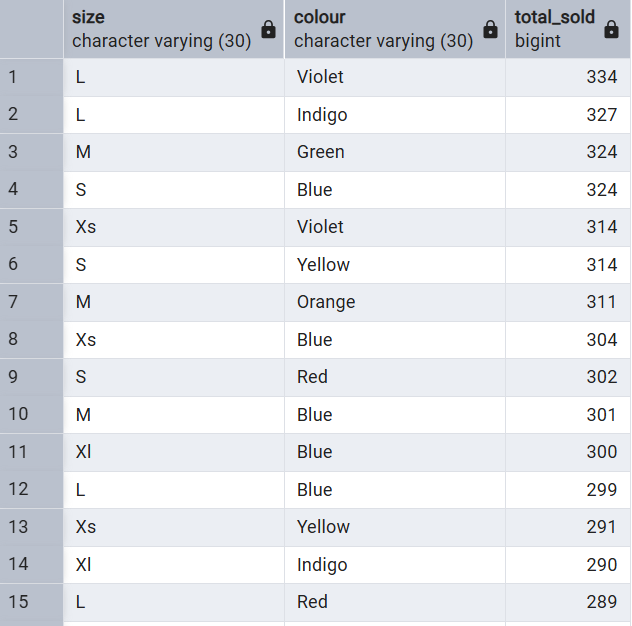 size colour total_sold
character varying (30) character varying (30) bigint
1 L Violet 334
2 L Indigo 327
3 M Green 324
4 S Blue 324
5 Xs Violet 314
6 S Yellow 314
7 M Orange 311
8 Xs Blue 304
9 S Red 302
10 M Blue 301
11 Xl Blue 300
12 L Blue 299
13 Xs Yellow 291
14 Xl Indigo 290
15 L Red 289